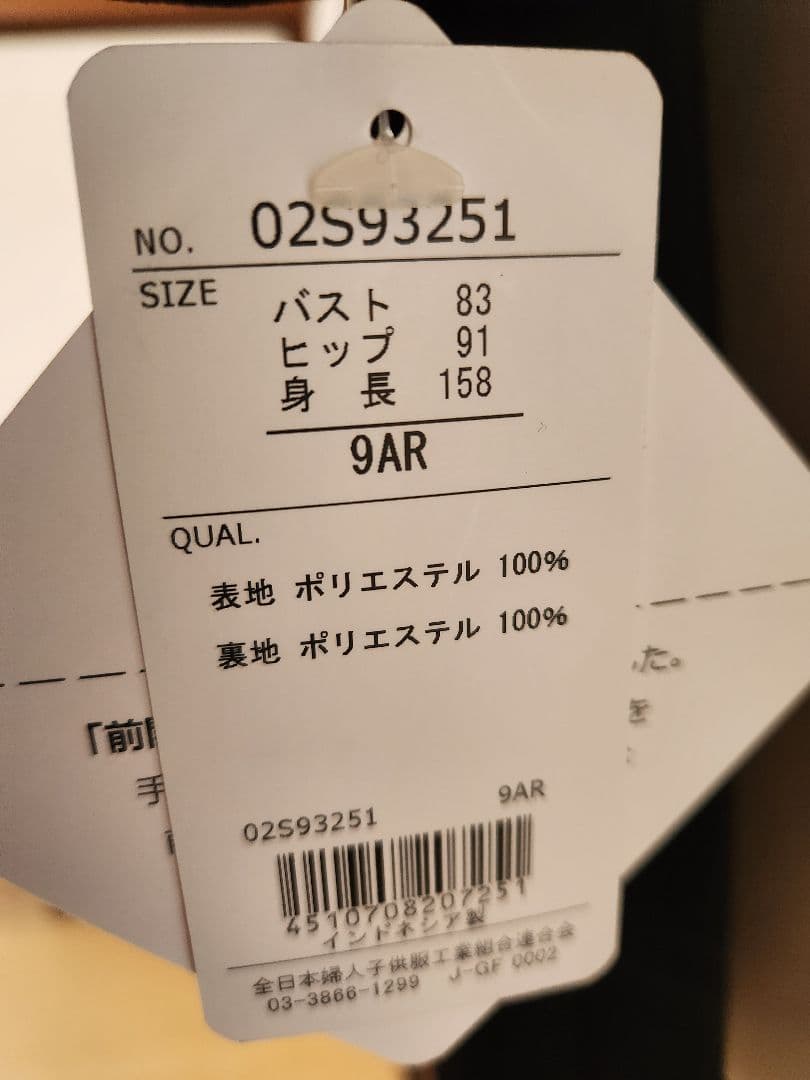 NO. 02S93251
SIZE
バスト 83
ヒップ 91
身長 158
9AR
QUAL.
表地 ポリエステル 100%
裏地 ポリエステル 100%
「前開
手
した。
を
02S93251 9AR
4510708207251
インドネシア製
全日本婦人子供服工業組合連合会
03-3866-1299 J-GF 0002